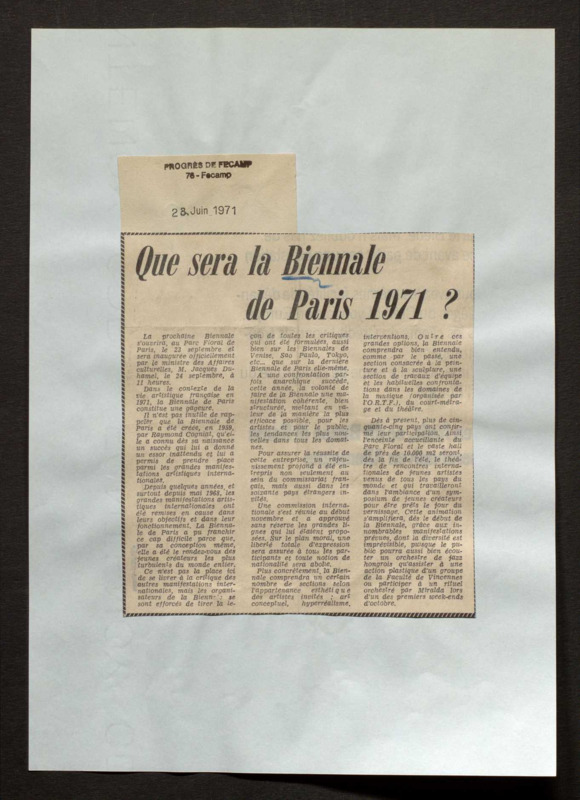 PROGRÈS DE FECAMP
76 - Fecamp
28 Juin 1971
Que sera la Biennale
de Paris 1971 ?
La prochaine Biennale
s'ouvrira, au Parc Floral de
Paris, le 22 septembre et
sera inaugurée officiellement
par le ministre des Affaires
culturelles, M. Jacques Du-
hamel, le 24 septembre, à
11 heures.
Dans le contexte de la
vie artistique française en
1971, la Biennale de Paris
constitue une gageure.
Il n'est pas inutile de rap-
peler que la Biennale de
Paris a été créée, en 1959,
par Raymond Cogniat, qu'el-
le a connu dès sa naissance
un succès qui lui a donné
un essor inattendu et lui a
permis de prendre place
parmi les grandes manifes-
tations artistiques interna-
tionales.
Depuis quelques années, et
surtout depuis mai 1968, les
grandes manifestations artis-
tiques internationales ont
été remises en cause dans
leurs objectifs et dans leur
fonctionnement. La Bienna-
le de Paris a pu franchir
ce cap difficile parce que,
par sa conception même,
elle a été le rendez-vous des
jeunes créateurs les plus
turbulents du monde entier.
Ce n'est pas la place ici
de se livrer à la critique des
autres manifestations inter-
nationales, mais les organi-
sateurs de la Bienn se
sont efforcés de tirer la le-
çon de toutes les critiques
qui ont été formulées, aussi
bien sur les Biennales de
Venise, Sao Paulo, Tokyo,
etc... que sur la dernière
Biennale de Paris elle-même.
A une confrontation par-
fois anarchique succède,
cette année, la volonté de
faire de la Biennale une ma-
nifestation cohérente, bien
structurée, mettant en va-
leur de la manière la plus
efficace possible, pour les
artistes et pour le public,
les tendances les plus nou-
velles dans tous les domai-
nes.
Pour assurer la réussite de
cette entreprise, un rajeu-
nissement profond a été en-
trepris non seulement au
sein du commissariat fran-
çais, mais aussi dans les
soixante pays étrangers in-
vités.
Une commission interna-
tionale s'est réunie au début
novembre et a approuvé
sans réserve les grandes li-
gnes qui lui étaient propo-
sées. Sur le plan moral, une
liberté totale d'expression
sera assurée à tous les par-
ticipants et toute notion de
nationalité sera abolie.
Plus concrètement, la Bien-
nale comprendra un certain
nombre de sections selon
l'appartenance esthétique
des artistes invités : art
conceptuel, hyperréalisme,
interventions. Outre ces
grandes options, la Biennale
comprendra bien entendu,
comme par le passé, une
section consacrée à la pein-
ture et à la sculpture, une
section de travaux d'équipe
et les habituelles confronta-
tions dans les domaines de
la musique (organisée par
l'O.R.T.F.), du court-métra-
ge et du théâtre.
Dès à présent, plus de cin-
quante-cinq pays ont confir-
mé leur participation. Ainsi
l'enceinte accueillante du
Parc Floral et le vaste hall
de près de 10.000 m2 seront,
dès la fin de l'été, le théâ-
tre de rencontres internatio-
nales de jeunes artistes
venus de tous les pays du
monde et qui travailleront
dans l'ambiance d'un sym-
posium de jeunes créateurs
pour être prêts le jour du
vernissage. Cette animation
s'amplifiera, dès le début de
la Biennale, grâce aux in-
nombrables manifestations
prévues, dont la diversité est
imprévisible, puisque le pu-
blic pourra aussi bien écou-
ter un orchestre de jazz
hongrois qu'assister à une
action plastique d'un groupe
de la Faculté de Vincennes
ou participer à un rituel
orchestré par Miralda lors
d'un des premiers week-ends
d'octobre.